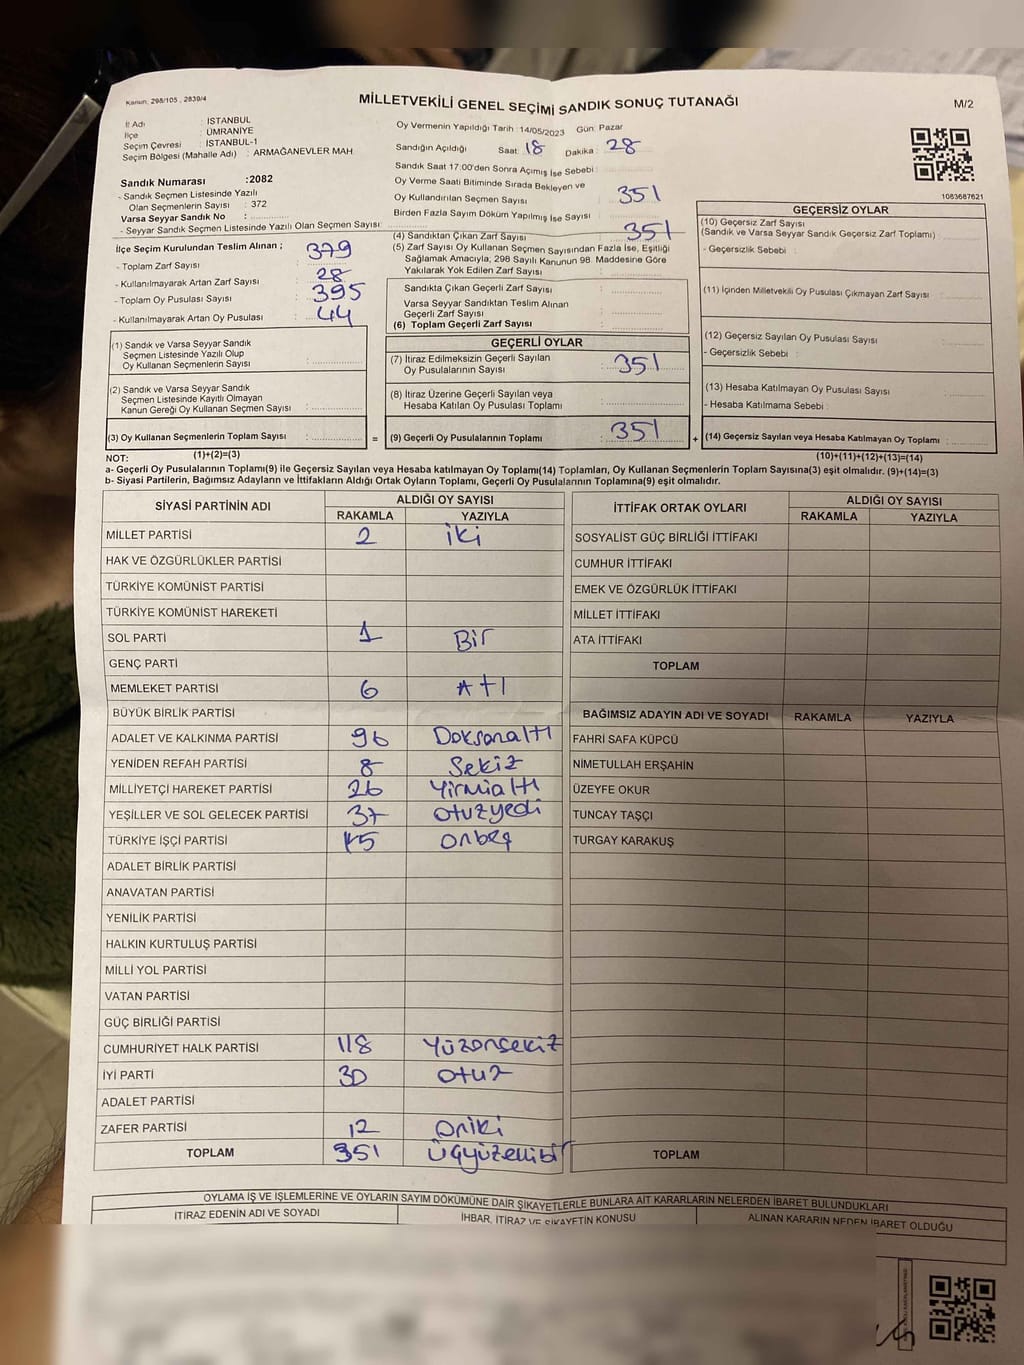 Kanun, 298/105 , 2839/4
MİLLETVEKİLİ GENEL SEÇİMİ SANDIK SONUÇ TUTANAĞI
M/2
İl Adı : İSTANBUL
İlçe : ÜMRANİYE
Seçim Çevresi : İSTANBUL-1
Seçim Bölgesi (Mahalle Adı) : ARMAĞANEVLER MAH
Sandık Numarası :2082
- Sandık Seçmen Listesinde Yazılı
Olan Seçmenlerin Sayısı : 372
Varsa Seyyar Sandık No :
- Seyyar Sandık Seçmen Listesinde Yazılı Olan Seçmen Sayısı
İlçe Seçim Kurulundan Teslim Alınan ;
- Toplam Zarf Sayısı : 379
- Kullanılmayarak Artan Zarf Sayısı : 28
- Toplam Oy Pusulası Sayısı : 395
- Kullanılmayarak Artan Oy Pusulası : 44
Oy Vermenin Yapıldığı Tarih :14/05/2023 Gün: Pazar
Sandığın Açıldığı Saat: 18 Dakika : 28
Sandık Saat 17:00'den Sonra Açımış İse Sebebi :
Oy Verme Saati Bitiminde Sırada Bekleyen ve
Oy Kullandırılan Seçmen Sayısı : 351
Birden Fazla Sayım Döküm Yapılmış İse Sayısı :
(4) Sandıktan Çıkan Zarf Sayısı : 351
(5) Zarf Sayısı Oy Kullanan Seçmen Sayısından Fazla İse, Eşitliği
Sağlamak Amacıyla, 298 Sayılı Kanunun 98. Maddesine Göre
Yakılarak Yok Edilen Zarf Sayısı :
Sandıkta Çıkan Geçerli Zarf Sayısı :
Varsa Seyyar Sandıktan Teslim Alınan
Geçerli Zarf Sayısı :
(6) Toplam Geçerli Zarf Sayısı :
1083687621
GEÇERSİZ OYLAR
(10) Geçersiz Zarf Sayısı
(Sandık ve Varsa Seyyar Sandık Geçersiz Zarf Toplamı) :
- Geçersizlik Sebebi :
(11) İçinden Milletvekili Oy Pusulası Çıkmayan Zarf Sayısı :
(12) Geçersiz Sayılan Oy Pusulası Sayısı :
- Geçersizlik Sebebi :
(13) Hesaba Katılmayan Oy Pusulası Sayısı :
- Hesaba Katılmama Sebebi :
(1) Sandık ve Varsa Seyyar Sandık
Seçmen Listesinde Yazılı Olup
Oy Kullanan Seçmenlerin Sayısı :
(2) Sandık ve Varsa Seyyar Sandık
Seçmen Listesinde Kayıtlı Olmayan
Kanun Gereği Oy Kullanan Seçmen Sayısı :
GEÇERLİ OYLAR
(7) İtiraz Edilmeksizin Geçerli Sayılan
Oy Pusulalarının Sayısı : 351
(8) İtiraz Üzerine Geçerli Sayılan veya
Hesaba Katılan Oy Pusulası Toplamı :
(3) Oy Kullanan Seçmenlerin Toplam Sayısı : = (9) Geçerli Oy Pusulalarının Toplamı : 351 + (14) Geçersiz Sayılan veya Hesaba Katılmayan Oy Toplamı :
NOT: (1)+(2)=(3) (10)+(11)+(12)+(13)=(14)
a- Geçerli Oy Pusulalarının Toplamı(9) ile Geçersiz Sayılan veya Hesaba katılmayan Oy Toplamı(14) Toplamları, Oy Kullanan Seçmenlerin Toplam Sayısına(3) eşit olmalıdır. (9)+(14)=(3)
b- Siyasi Partilerin, Bağımsız Adayların ve İttifakların Aldığı Ortak Oyların Toplamı, Geçerli Oy Pusulalarının Toplamına(9) eşit olmalıdır.
SİYASİ PARTİNİN ADI ALDIĞI OY SAYISI
RAKAMLA YAZIYLA
MİLLET PARTİSİ 2 iki
HAK VE ÖZGÜRLÜKLER PARTİSİ
TÜRKİYE KOMÜNİST PARTİSİ
TÜRKİYE KOMÜNİST HAREKETİ
SOL PARTİ 1 Bir
GENÇ PARTİ
MEMLEKET PARTİSİ 6 Altı
BÜYÜK BİRLİK PARTİSİ
ADALET VE KALKINMA PARTİSİ 96 Doksanaltı
YENİDEN REFAH PARTİSİ 8 Sekiz
MİLLİYETÇİ HAREKET PARTİSİ 26 Yirmialtı
YEŞİLLER VE SOL GELECEK PARTİSİ 37 otuzyedi
TÜRKİYE İŞÇİ PARTİSİ 15 onbeş
ADALET BİRLİK PARTİSİ
ANAVATAN PARTİSİ
YENİLİK PARTİSİ
HALKIN KURTULUŞ PARTİSİ
MİLLİ YOL PARTİSİ
VATAN PARTİSİ
GÜÇ BİRLİĞİ PARTİSİ
CUMHURİYET HALK PARTİSİ 118 Yüzonsekiz
İYİ PARTİ 30 otuz
ADALET PARTİSİ
ZAFER PARTİSİ 12 oniki
TOPLAM 351 üçyüzellibir
İTTİFAK ORTAK OYLARI ALDIĞI OY SAYISI
RAKAMLA YAZIYLA
SOSYALİST GÜÇ BİRLİĞİ İTTİFAKI
CUMHUR İTTİFAKI
EMEK VE ÖZGÜRLÜK İTTİFAKI
MİLLET İTTİFAKI
ATA İTTİFAKI
TOPLAM
BAĞIMSIZ ADAYIN ADI VE SOYADI RAKAMLA YAZIYLA
FAHRİ SAFA KÜPCÜ
NİMETULLAH ERŞAHİN
ÜZEYFE OKUR
TUNCAY TAŞÇI
TURGAY KARAKUŞ
TOPLAM
OYLAMA İŞ VE İŞLEMLERİNE VE OYLARIN SAYIM DÖKÜMÜNE DAİR ŞİKAYETLERLE BUNLARA AİT KARARLARIN NELERDEN İBARET BULUNDUKLARI
İTİRAZ EDENİN ADI VE SOYADI İHBAR, İTİRAZ VE ŞİKAYETİN KONUSU ALINAN KARARIN NEDEN İBARET OLDUĞU